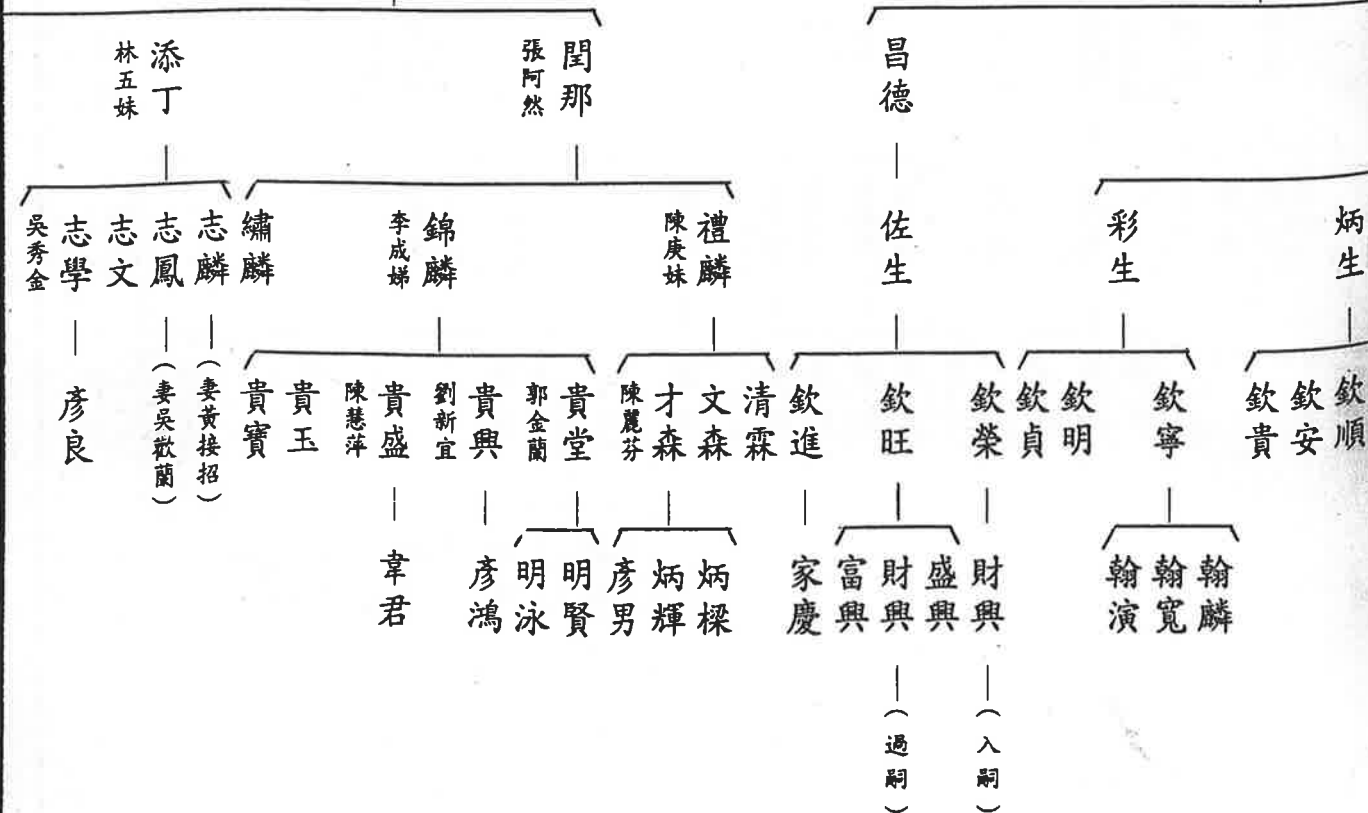 昌德
閏那
張阿然
添丁
林五妹
炳生
彩生
佐生
禮麟
陳庚妹
錦麟
李成娣
繡麟
志麟
志鳳
志文
志學
吳秀金
欽順
欽安
欽貴
欽寧
欽明
欽貞
欽榮
欽旺
欽進
清霖
文森
才森
陳麗芬
貴堂
郭金蘭
貴興
劉新宜
貴盛
陳慧萍
貴玉
貴寶
（妻黃接招）
（妻吳歡蘭）
彥良
翰麟
翰寬
翰演
財興
盛興
財興
富興
家慶
炳樑
炳輝
彥男
明賢
明泳
彥鴻
韋君
（入嗣）
（過嗣）